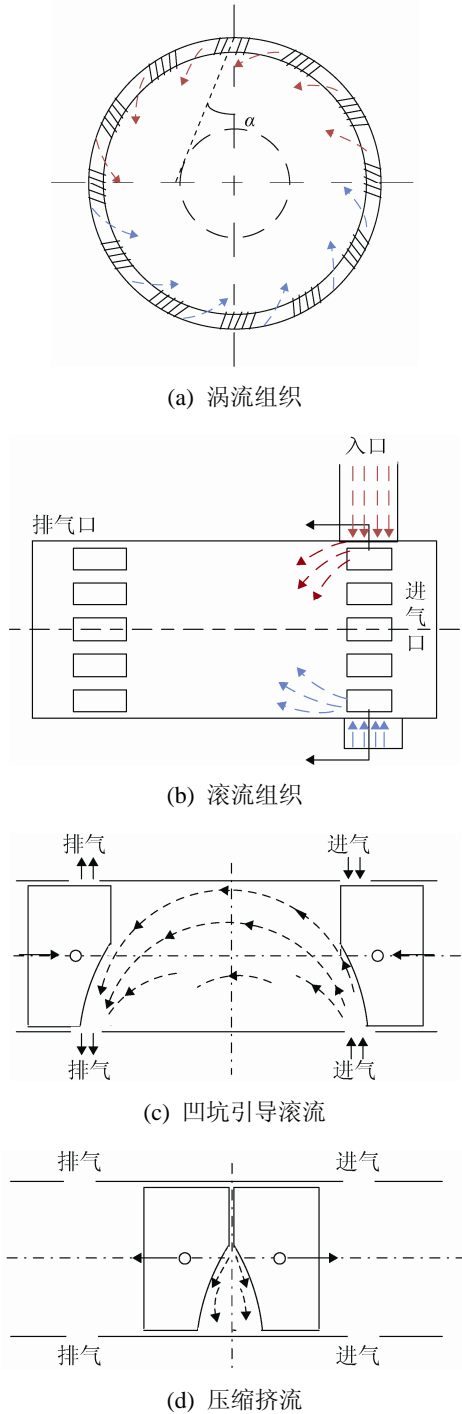 α
(a) 涡流组织
入口
排气口
进气口
(b) 滚流组织
排气 进气
排气 进气
(c) 凹坑引导滚流
排气 进气
排气 进气
(d) 压缩挤流